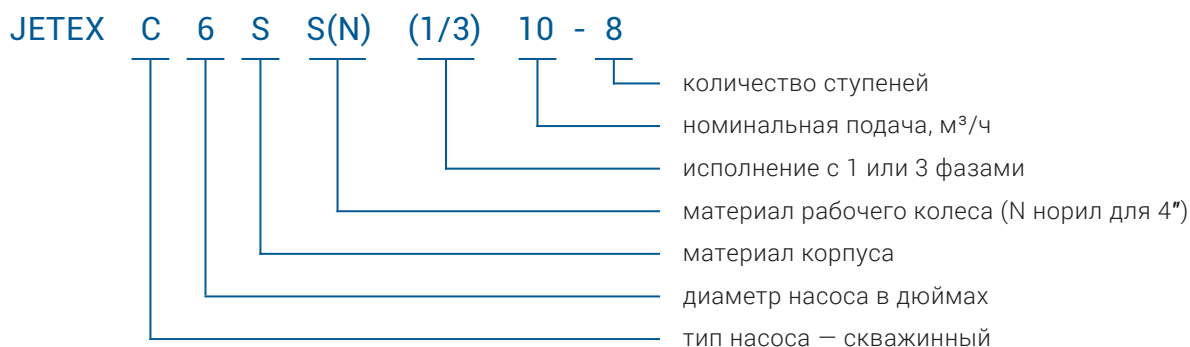 JETEX C 6 S S(N) (1/3) 10 - 8
количество ступеней
номинальная подача, м³/ч
исполнение с 1 или 3 фазами
материал рабочего колеса (N норил для 4″)
материал корпуса
диаметр насоса в дюймах
тип насоса — скважинный